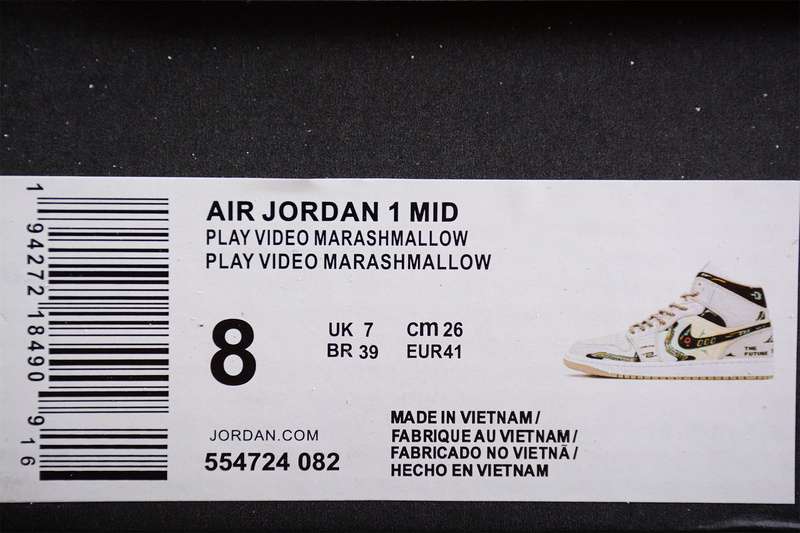 AIR JORDAN 1 MID
PLAY VIDEO MARASHMALLOW
PLAY VIDEO MARASHMALLOW
8
UK 7 cm 26
BR 39 EUR41
THE
FUTURE
JORDAN.COM
554724 082
MADE IN VIETNAM /
FABRIQUE AU VIETNAM /
FABRICADO NO VIETNÃ /
HECHO EN VIETNAM
1 94272 18490 9 16